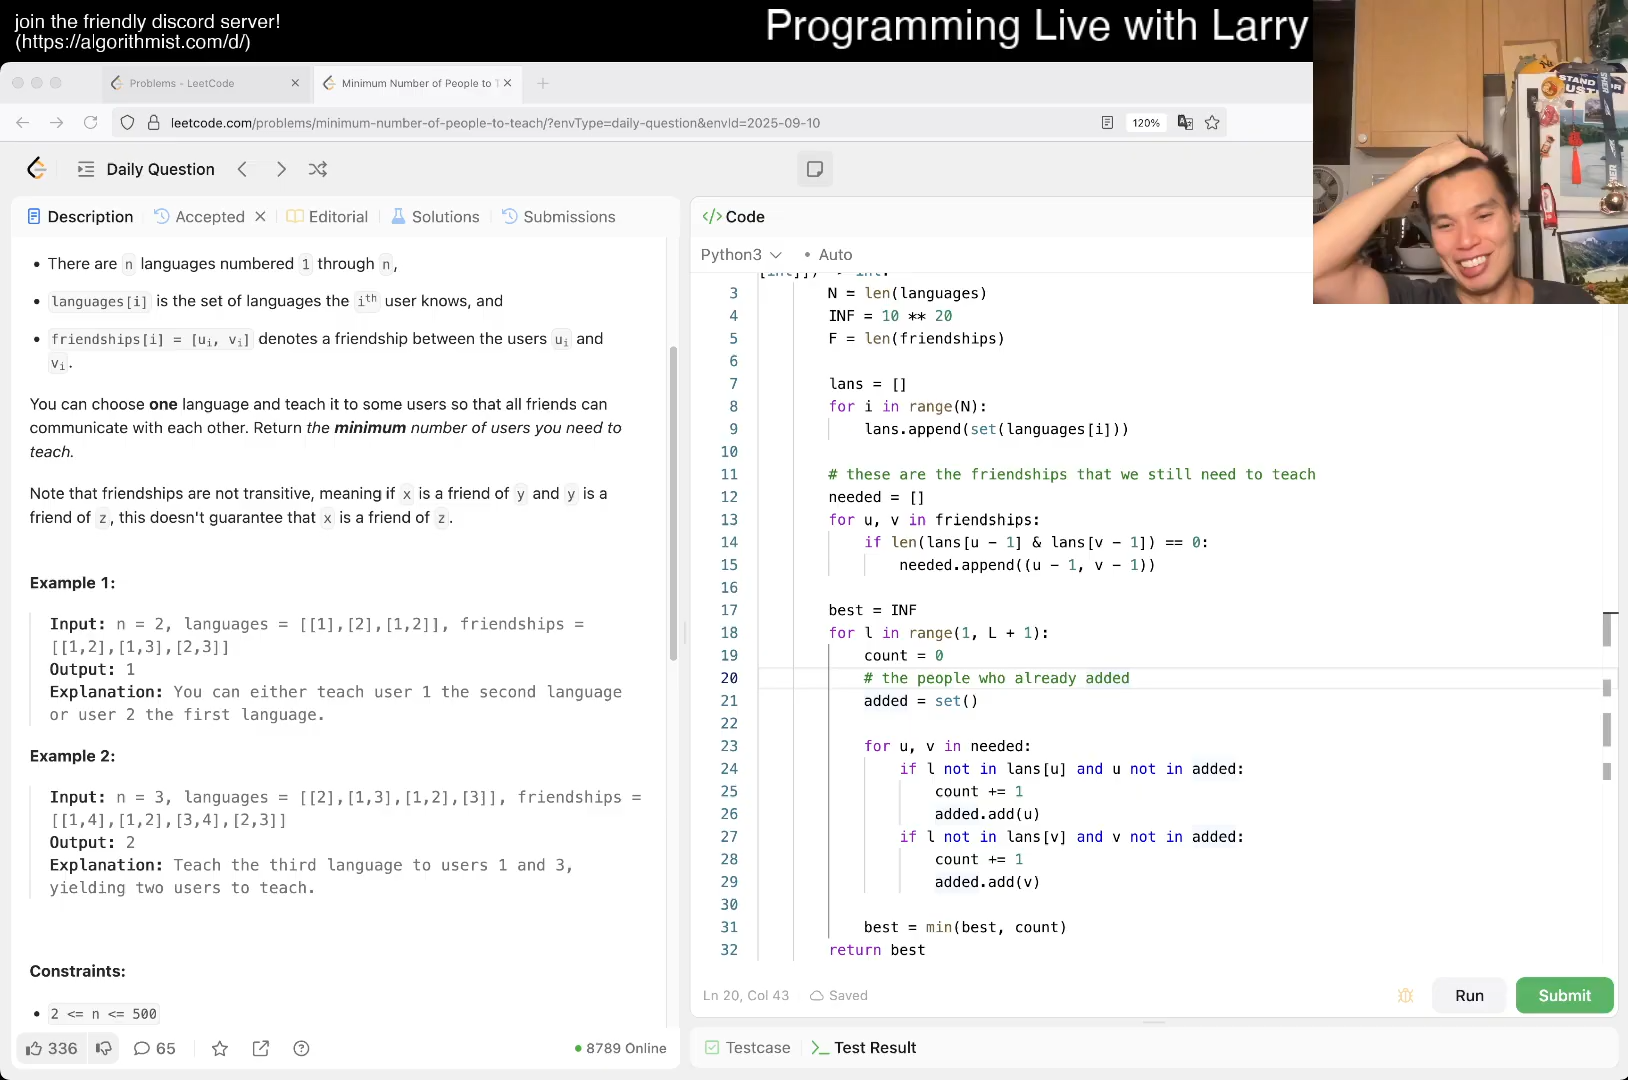 join the friendly discord server!
(https://algorithmist.com/d/)
Programming Live with Larry
Problems - LeetCode
Minimum Number of People to T
leetcode.com/problems/minimum-number-of-people-to-teach/?envType=daily-question&envId=2025-09-10
120%
Daily Question
Description
Accepted
Editorial
Solutions
Submissions
• There are n languages numbered 1 through n,
• languages[i] is the set of languages the ith user knows, and
• friendships[i] = [ui, vi] denotes a friendship between the users ui and
vi.
You can choose one language and teach it to some users so that all friends can
communicate with each other. Return the minimum number of users you need to
teach.
Note that friendships are not transitive, meaning if x is a friend of y and y is a
friend of z, this doesn't guarantee that x is a friend of z.
Example 1:
Input: n = 2, languages = [[1],[2],[1,2]], friendships =
[[1,2],[1,3],[2,3]]
Output: 1
Explanation: You can either teach user 1 the second language
or user 2 the first language.
Example 2:
Input: n = 3, languages = [[2],[1,3],[1,2],[3]], friendships =
[[1,4],[1,2],[3,4],[2,3]]
Output: 2
Explanation: Teach the third language to users 1 and 3,
yielding two users to teach.
Constraints:
• 2 <= n <= 500
336
65
8789 Online
</> Code
Python3
• Auto
3 N = len(languages)
4 INF = 10 ** 20
5 F = len(friendships)
6
7 lans = []
8 for i in range(N):
9 lans.append(set(languages[i]))
10
11 # these are the friendships that we still need to teach
12 needed = []
13 for u, v in friendships:
14 if len(lans[u - 1] & lans[v - 1]) == 0:
15 needed.append((u - 1, v - 1))
16
17 best = INF
18 for l in range(1, L + 1):
19 count = 0
20 # the people who already added
21 added = set()
22
23 for u, v in needed:
24 if l not in lans[u] and u not in added:
25 count += 1
26 added.add(u)
27 if l not in lans[v] and v not in added:
28 count += 1
29 added.add(v)
30
31 best = min(best, count)
32 return best
Ln 20, Col 43
Saved
Run
Submit
Testcase
Test Result